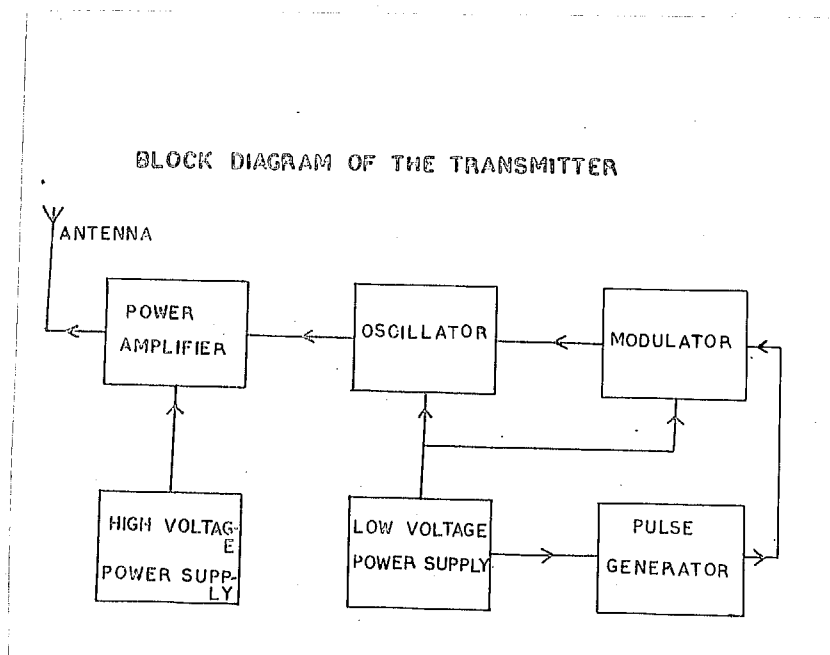 BLOCK DIAGRAM OF THE TRANSMITTER
ANTENNA
POWER
AMPLIFIER
OSCILLATOR
MODULATOR
HIGH VOLTAG-
E
POWER SUPP-
LY
LOW VOLTAGE
POWER SUPPLY
PULSE
GENERATOR